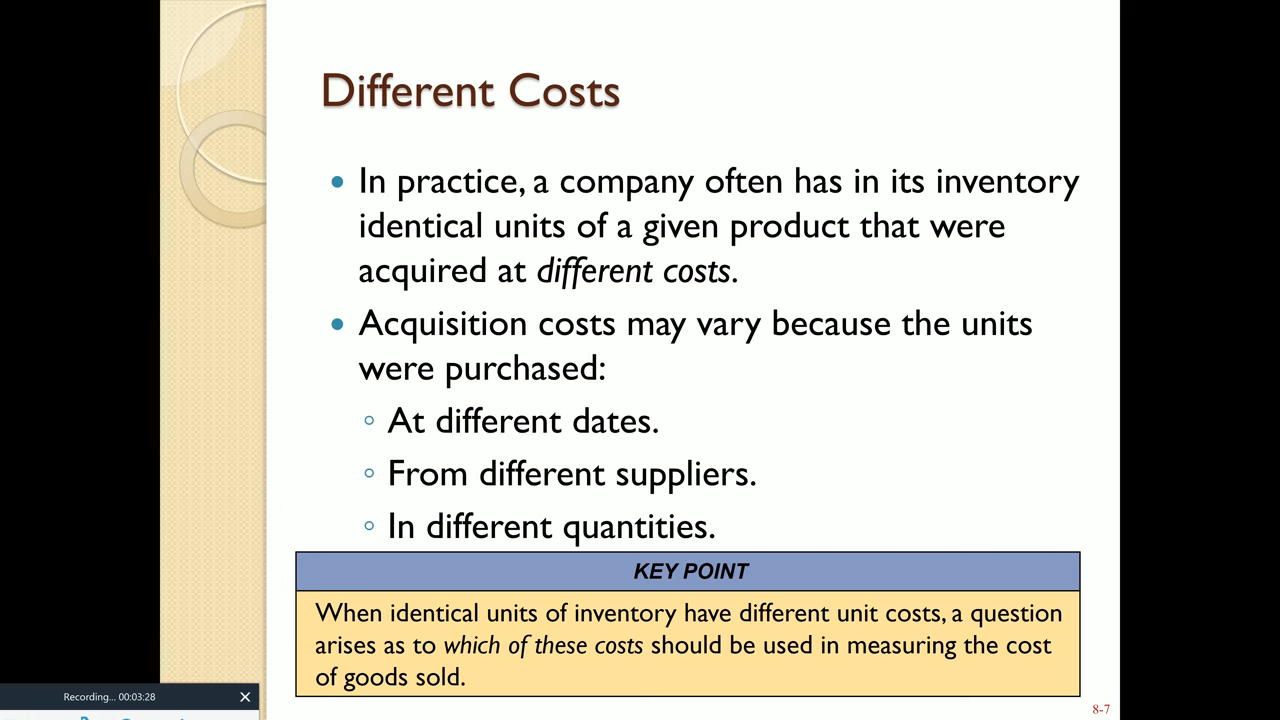 Different Costs
• In practice, a company often has in its inventory
identical units of a given product that were
acquired at different costs.
• Acquisition costs may vary because the units
were purchased:
◦ At different dates.
◦ From different suppliers.
◦ In different quantities.
KEY POINT
When identical units of inventory have different unit costs, a question
arises as to which of these costs should be used in measuring the cost
of goods sold.
Recording... 00:03:28
8-7